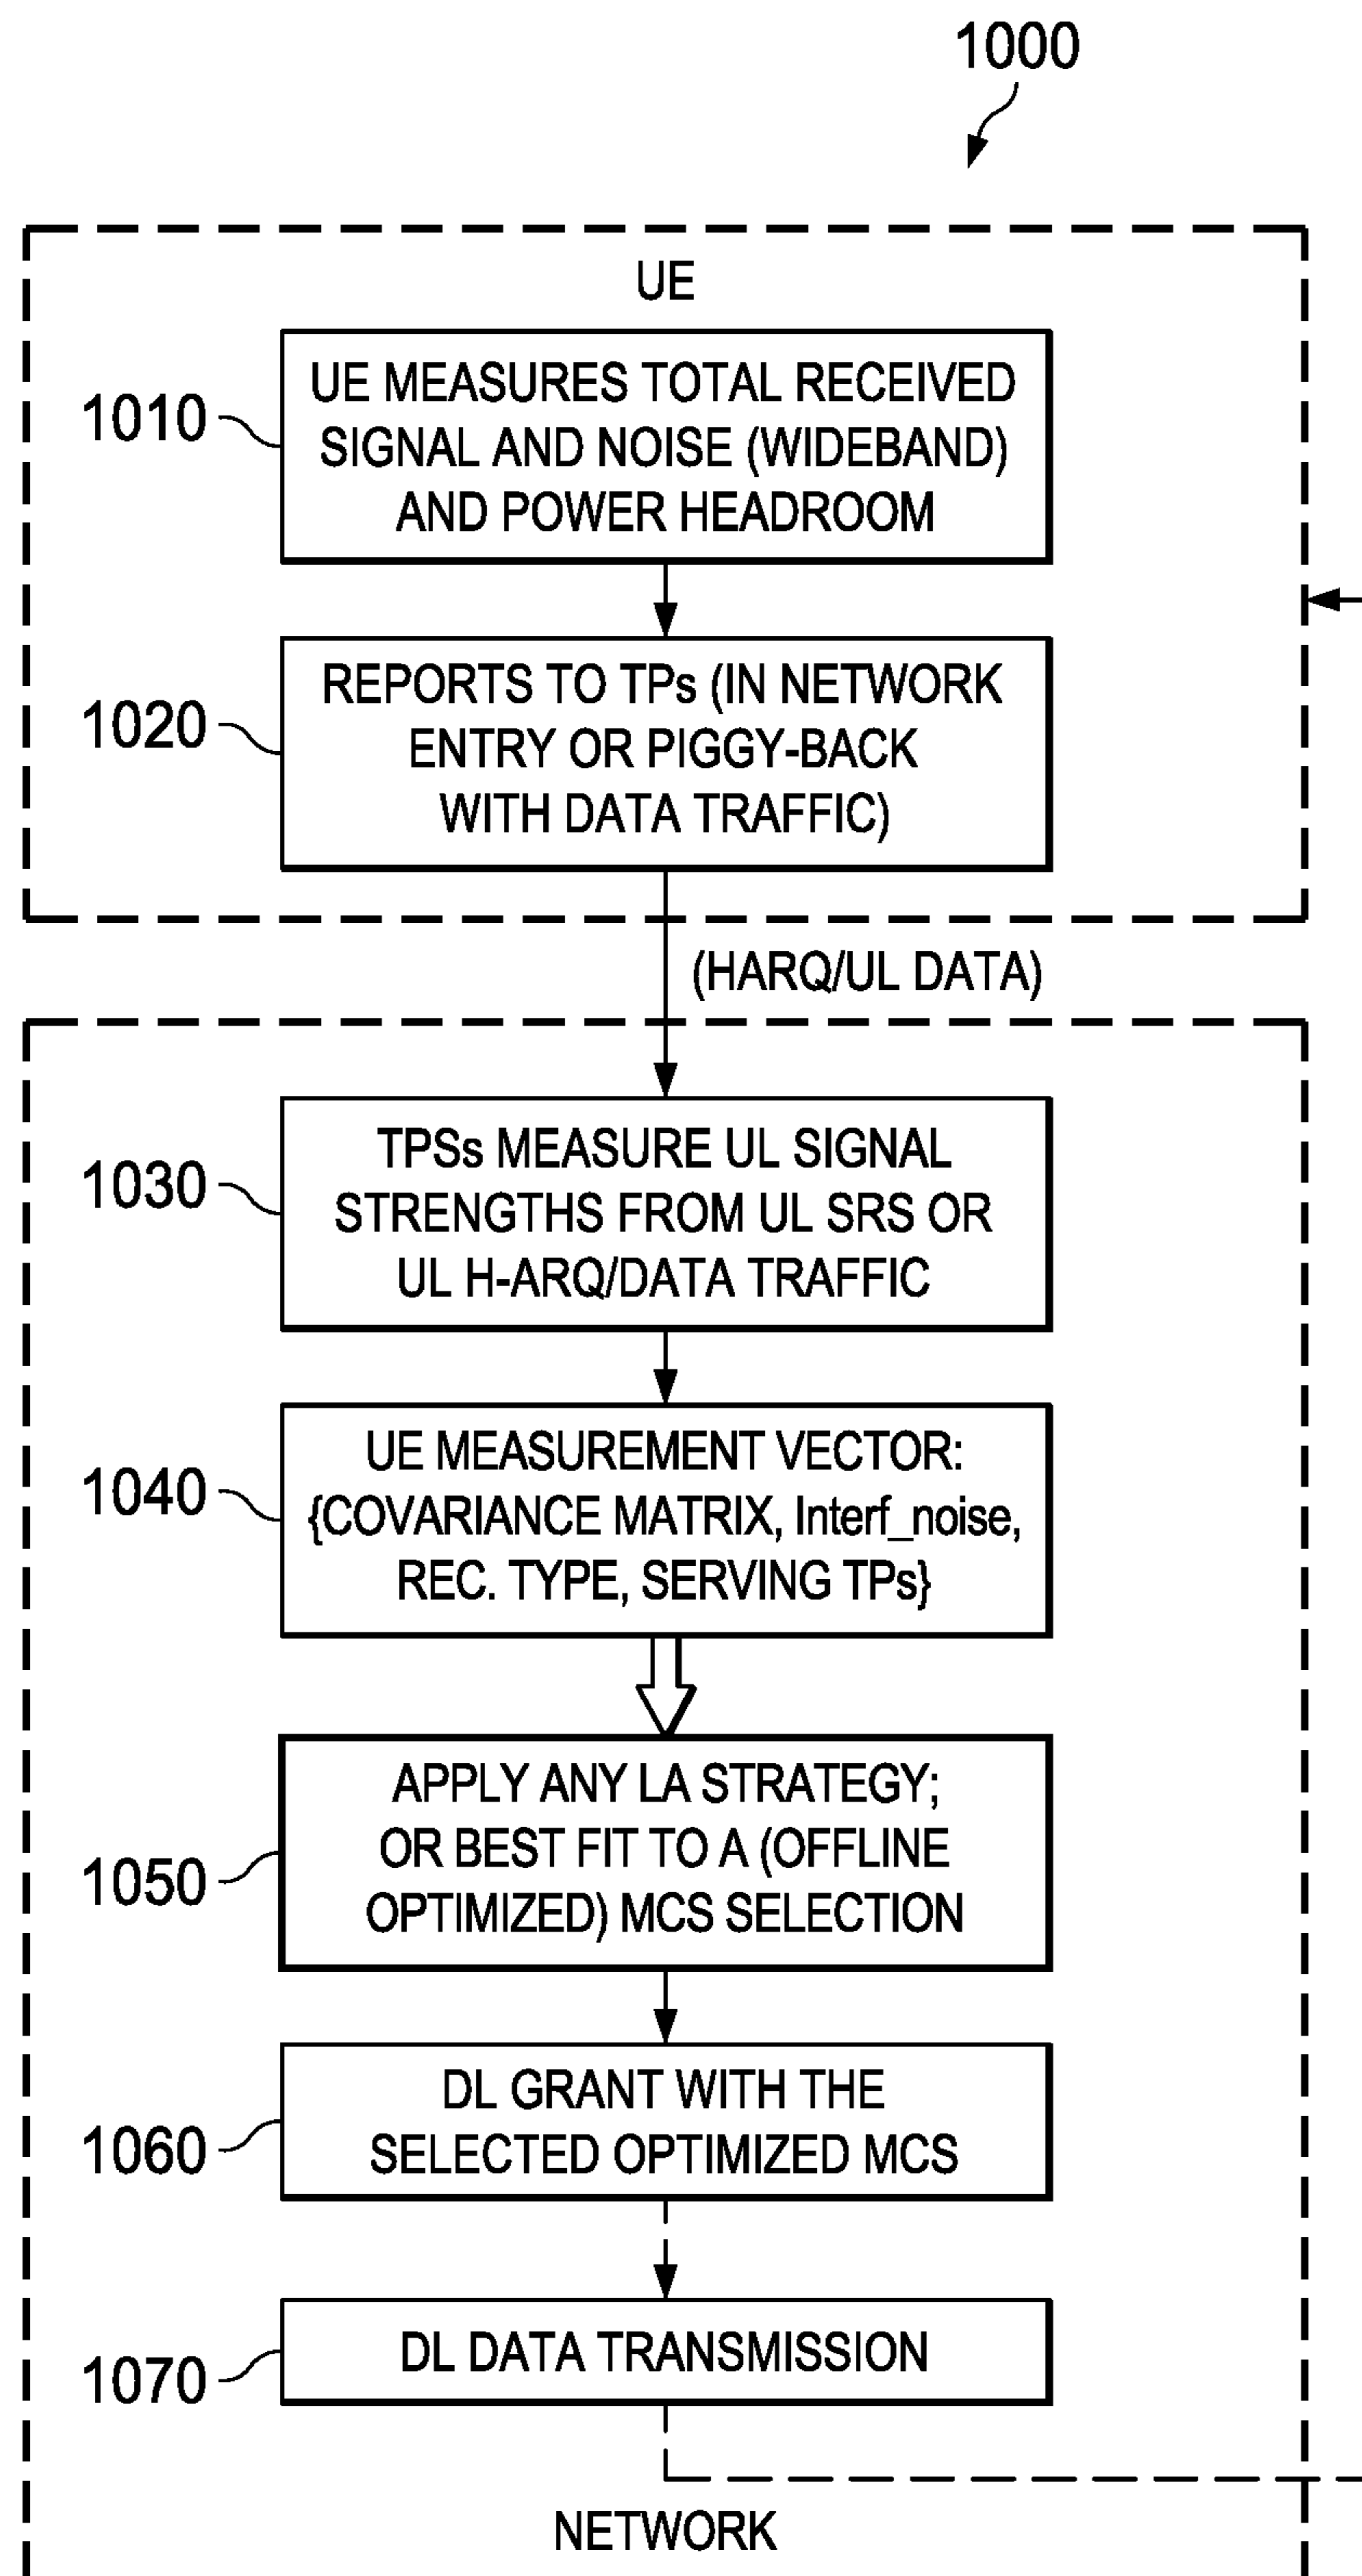 1000
UE
1010
UE MEASURES TOTAL RECEIVED
SIGNAL AND NOISE (WIDEBAND)
AND POWER HEADROOM
1020
REPORTS TO TPs (IN NETWORK
ENTRY OR PIGGY-BACK
WITH DATA TRAFFIC)
(HARQ/UL DATA)
1030
TPSs MEASURE UL SIGNAL
STRENGTHS FROM UL SRS OR
UL H-ARQ/DATA TRAFFIC
1040
UE MEASUREMENT VECTOR:
{COVARIANCE MATRIX, Interf_noise,
REC. TYPE, SERVING TPs}
1050
APPLY ANY LA STRATEGY;
OR BEST FIT TO A (OFFLINE
OPTIMIZED) MCS SELECTION
1060
DL GRANT WITH THE
SELECTED OPTIMIZED MCS
1070
DL DATA TRANSMISSION
NETWORK